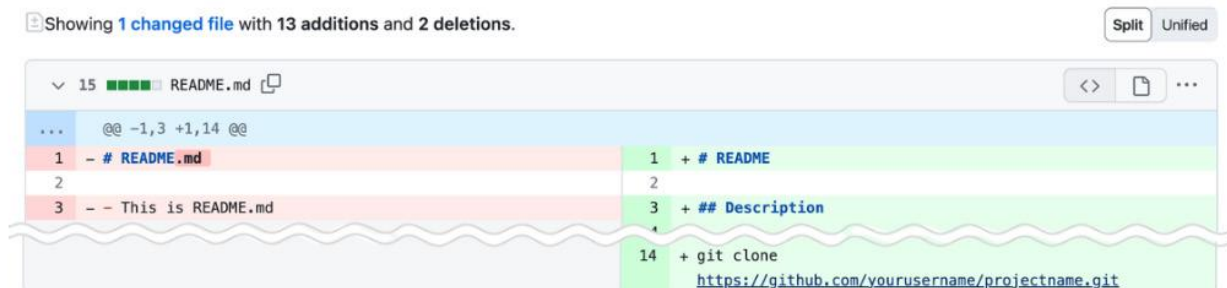 Showing 1 changed file with 13 additions and 2 deletions.
Split Unified
15 README.md
... @@ -1,3 +1,14 @@
1 - # README.md
1 + # README
2
2
3 - - This is README.md
3 + ## Description
14 + git clone
https://github.com/yourusername/projectname.git